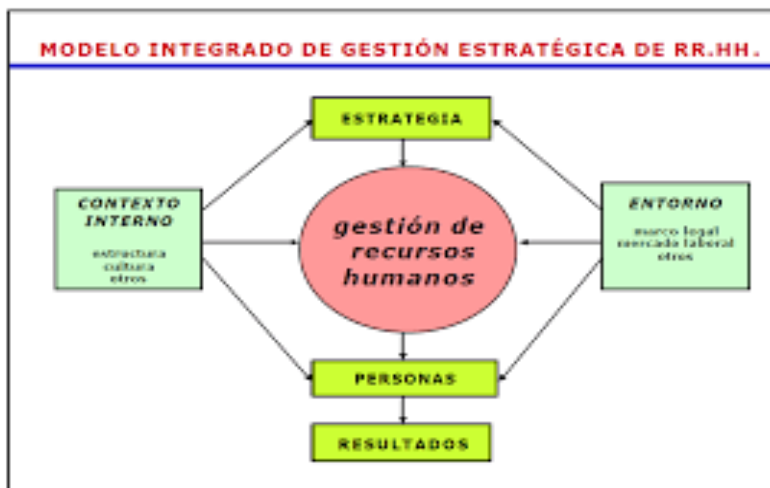 MODELO INTEGRADO DE GESTIÓN ESTRATÉGICA DE RR.HH.
ESTRATEGIA
CONTEXTO
INTERNO
estructura
cultura
otros
gestión de
recursos
humanos
ENTORNO
marco legal
mercado laboral
otros
PERSONAS
RESULTADOS